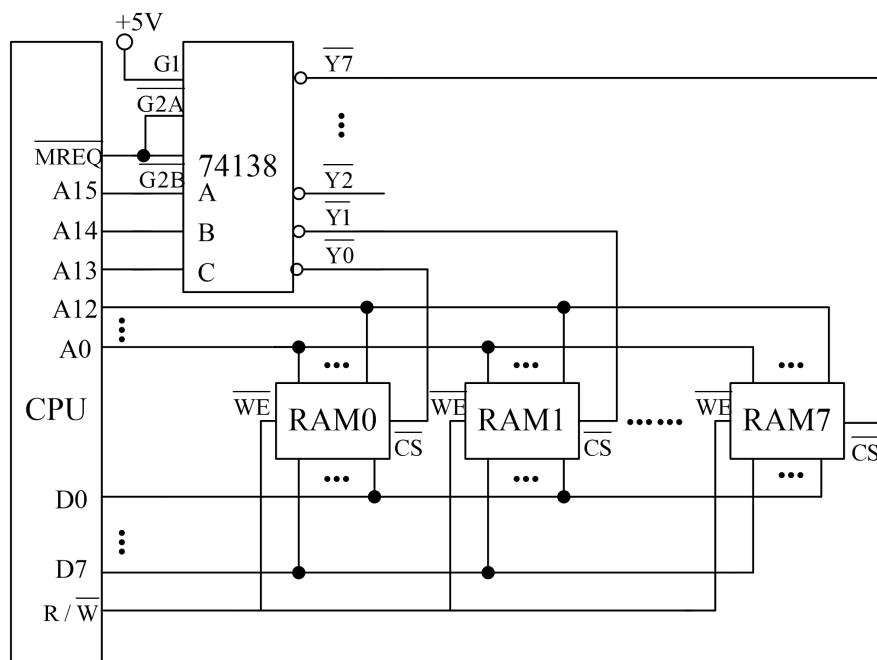 +5V
G1
Y7
G2A
MREQ
74138
G2B
A15
A
Y2
A14
B
Y1
Y0
A13
C
A12
A0
CPU
WE
RAM0
CS
WE
RAM1
CS
WE
RAM7
CS
D0
D7
R / W